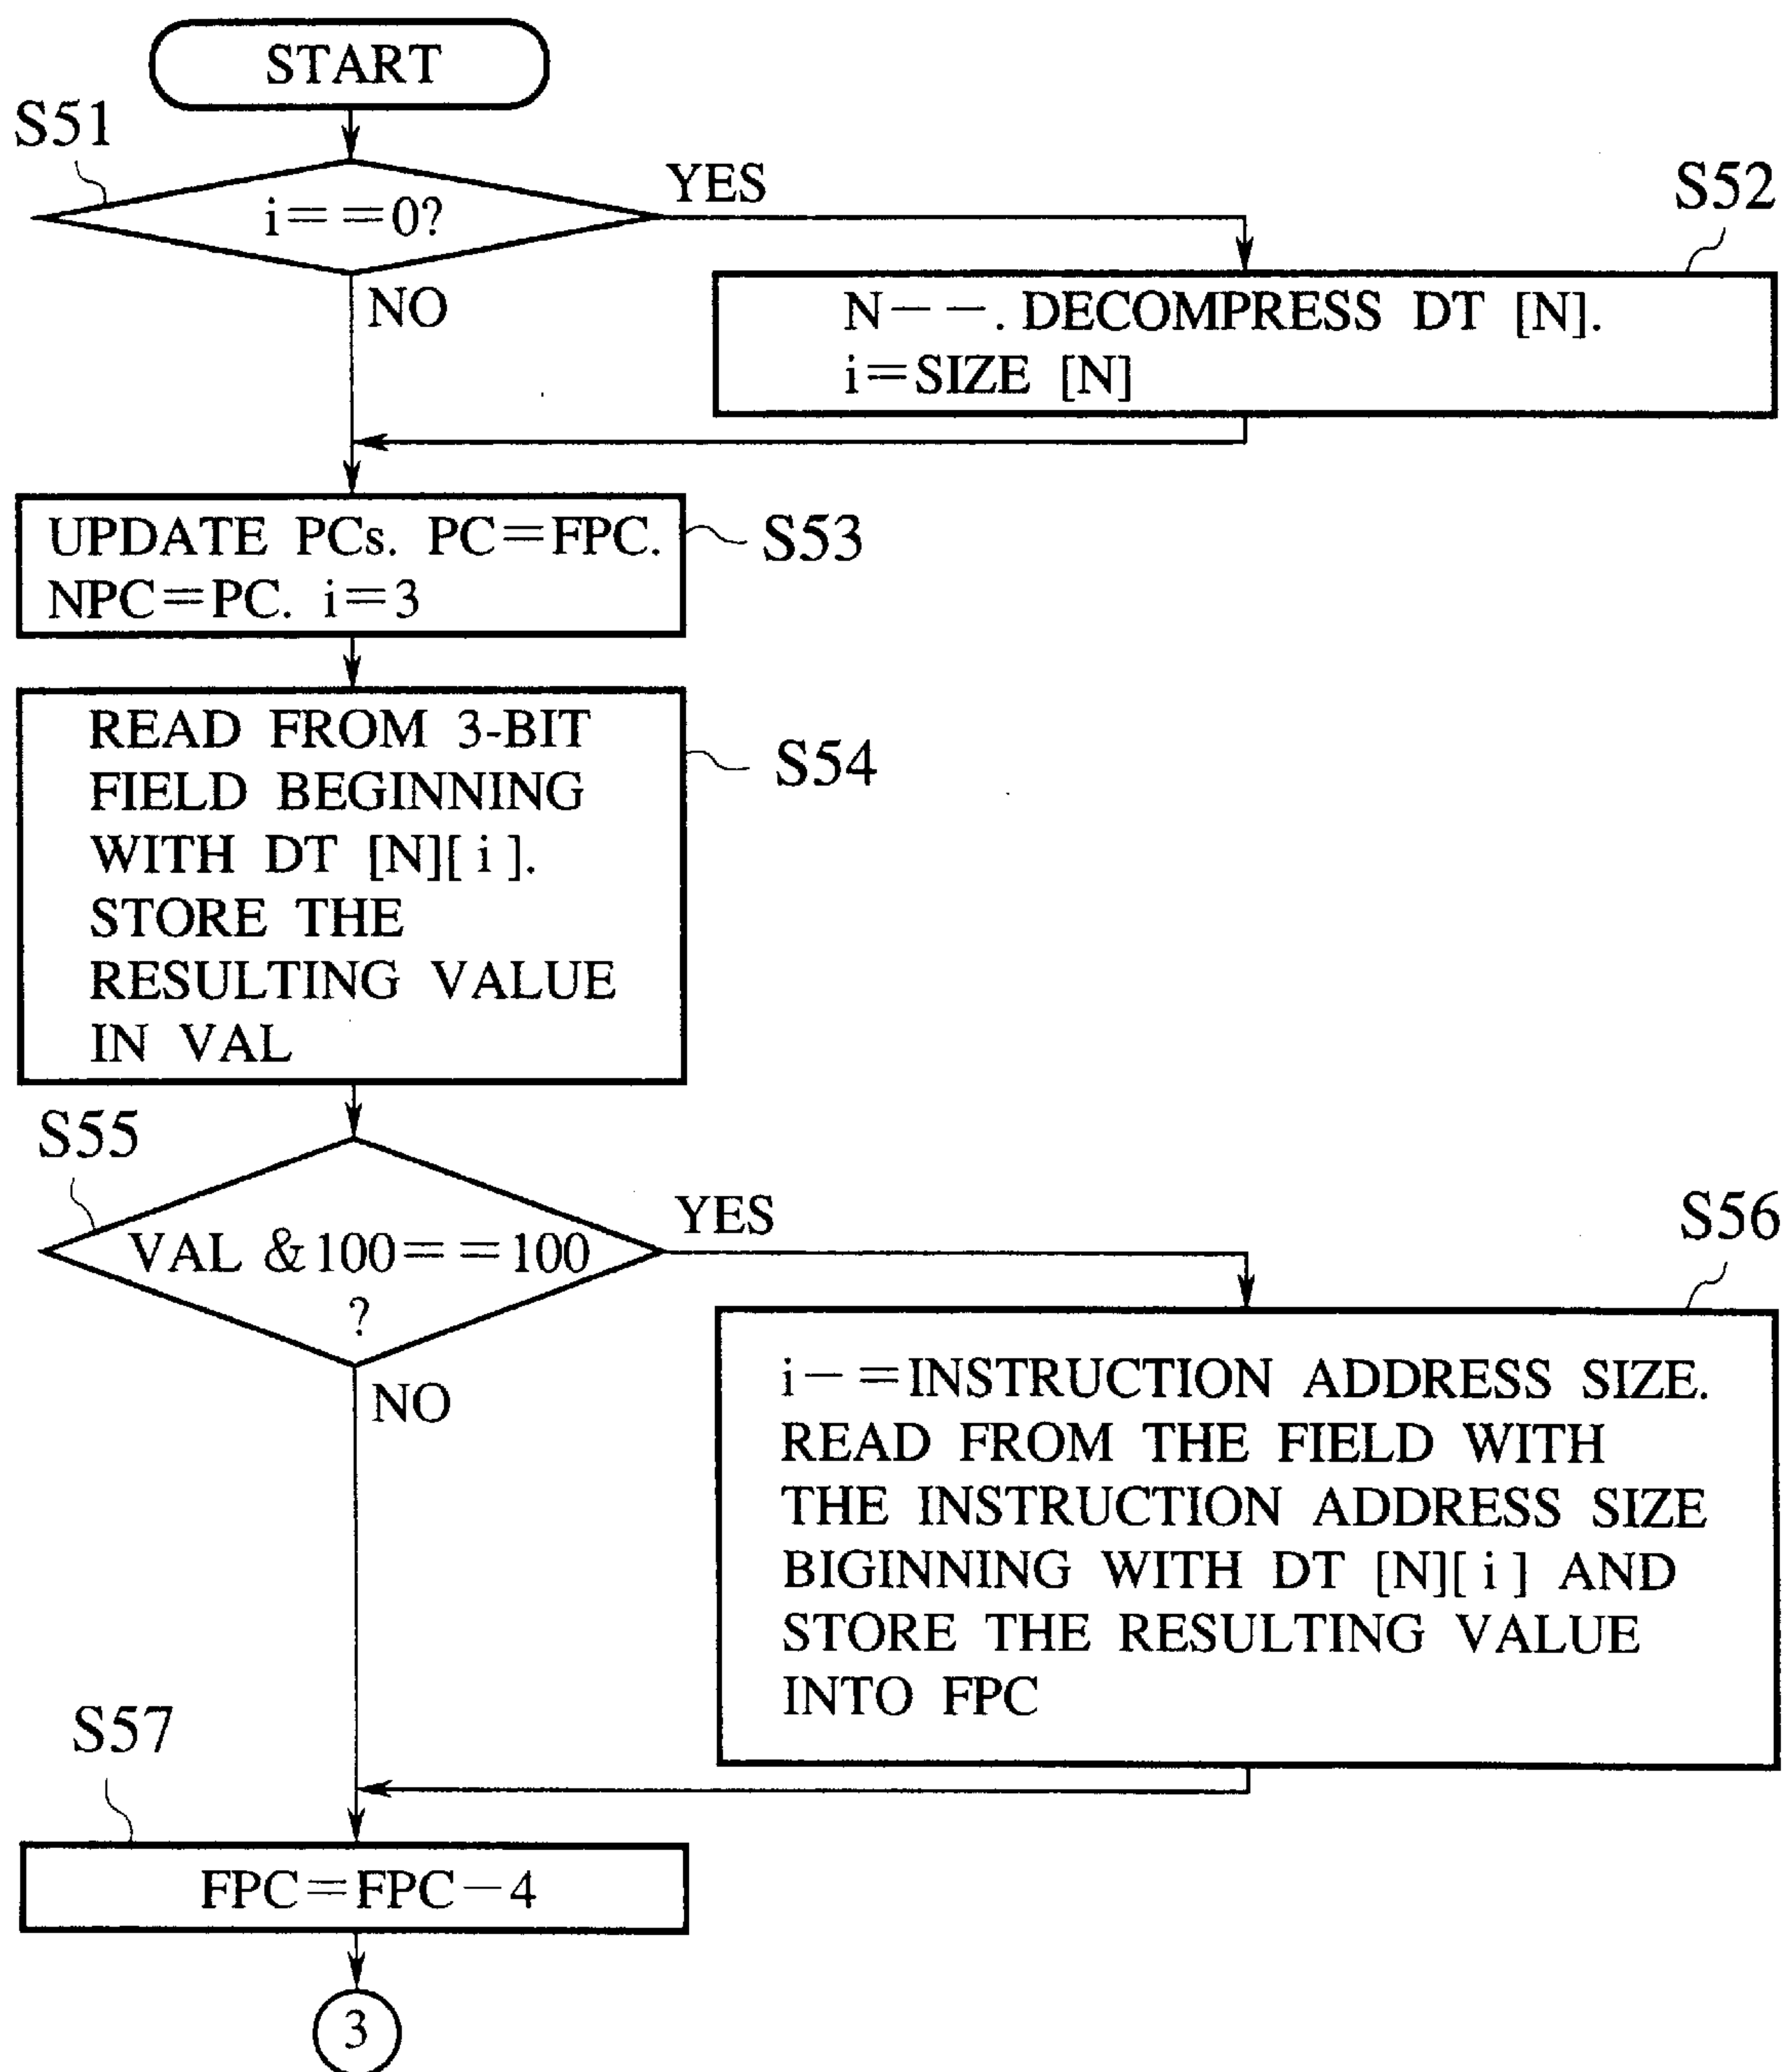 START
S51
i==0?
YES
NO
S52
N--. DECOMPRESS DT [N].
i=SIZE [N]
UPDATE PCs. PC=FPC.
NPC=PC. i=3
S53
READ FROM 3-BIT
FIELD BEGINNING
WITH DT [N][ i ].
STORE THE
RESULTING VALUE
IN VAL
S54
S55
VAL &100==100
?
YES
NO
S56
i-=INSTRUCTION ADDRESS SIZE.
READ FROM THE FIELD WITH
THE INSTRUCTION ADDRESS SIZE
BIGINNING WITH DT [N][ i ] AND
STORE THE RESULTING VALUE
INTO FPC
S57
FPC=FPC-4
3